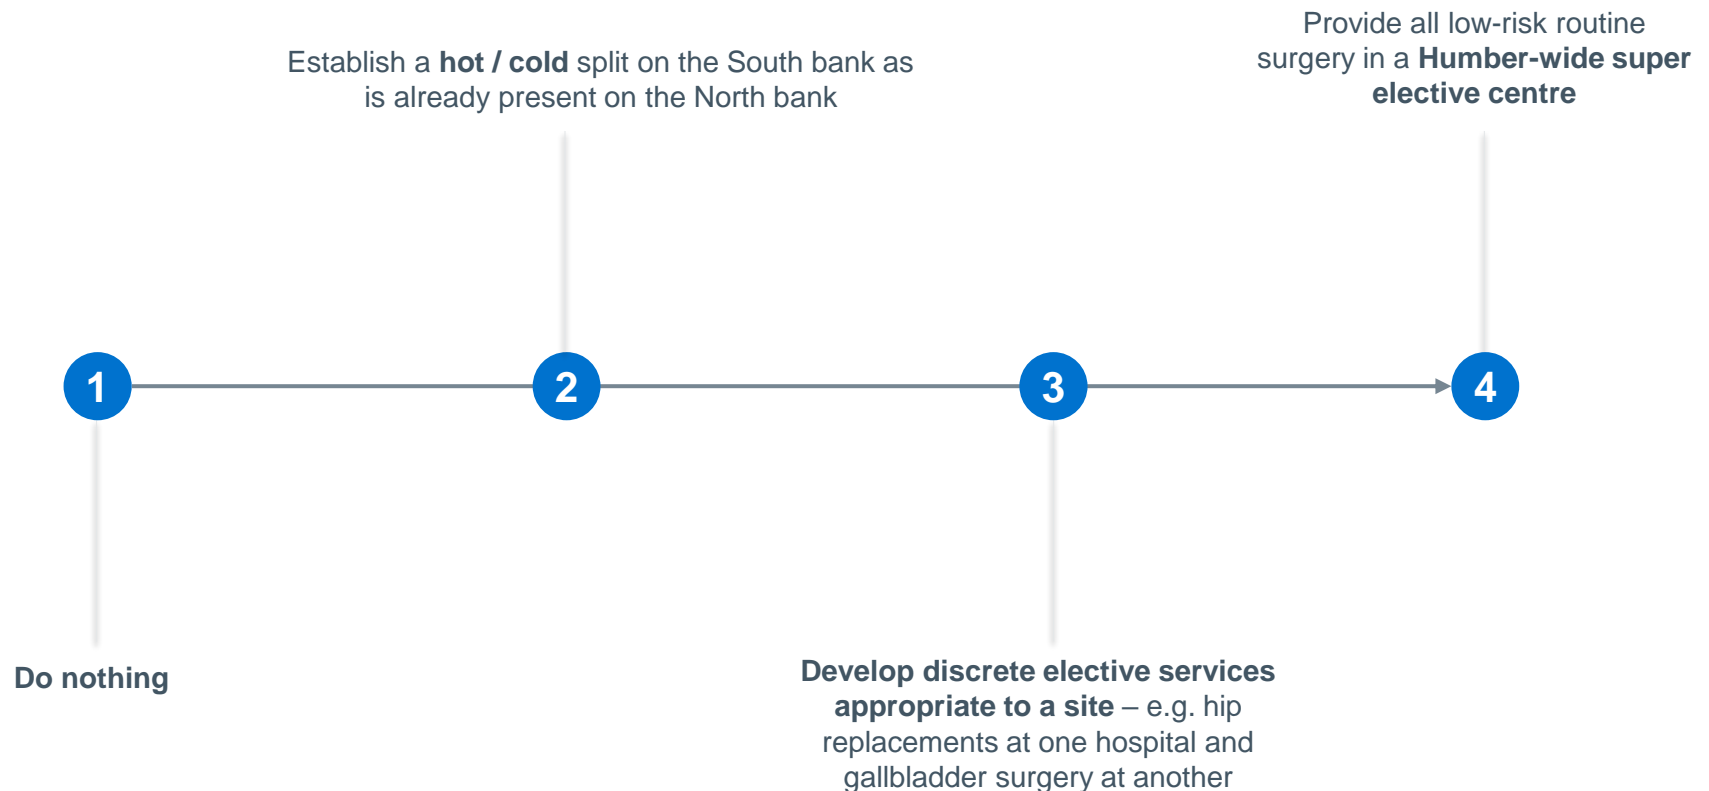 Establish a hot / cold split on the South bank as
is already present on the North bank
Provide all low-risk routine
surgery in a Humber-wide super
elective centre
1
2
3
4
Do nothing
Develop discrete elective services
appropriate to a site – e.g. hip
replacements at one hospital and
gallbladder surgery at another